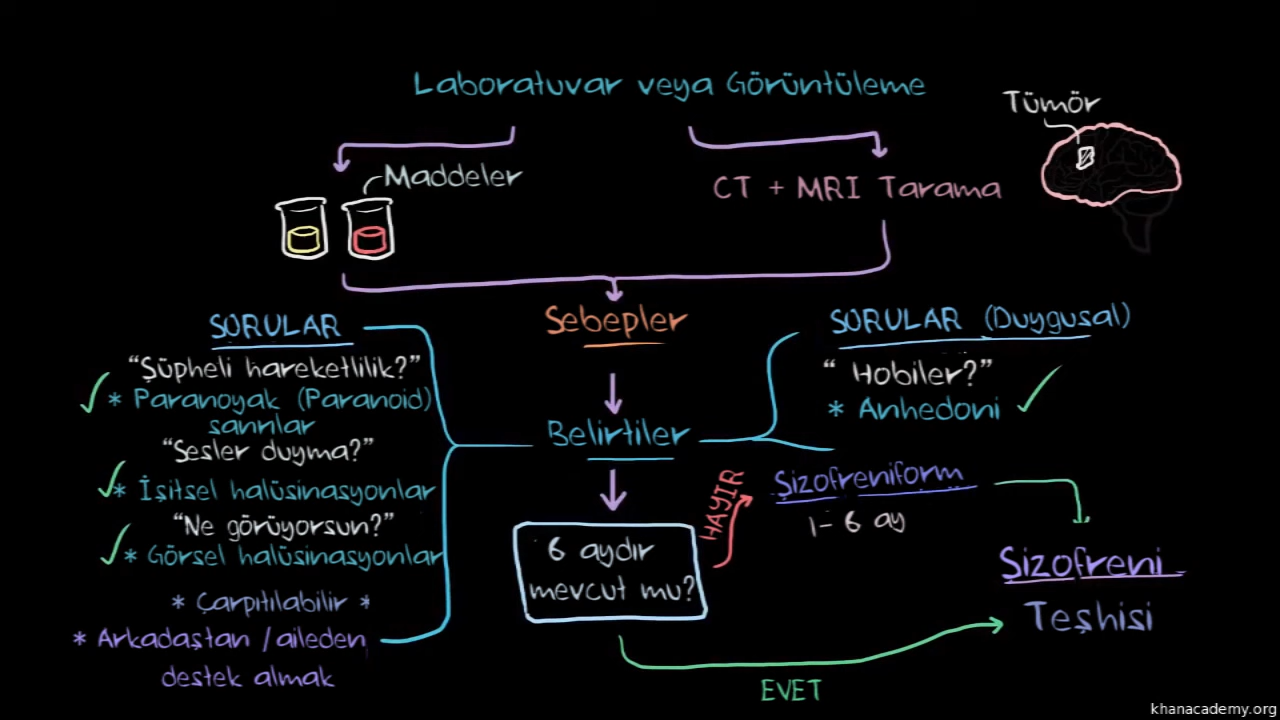 Laboratuvar veya Görüntüleme
Tümör
Maddeler
CT + MRI Tarama
Sebepler
SORULAR
"Şüpheli hareketlilik?"
* Paranoyak (Paranoid)
sanrılar
"Sesler duyma?"
* İşitsel halüsinasyonlar
"Ne görüyorsun?"
* Görsel halüsinasyonlar
* Çarpıtılabilir *
* Arkadaştan / aileden
destek almak
Belirtiler
SORULAR (Duygusal)
" Hobiler?"
* Anhedoni
6 aydır
mevcut mu?
HAYIR
Şizofreniform
1- 6 ay
Şizofreni
Teşhisi
EVET
khanacademy.org